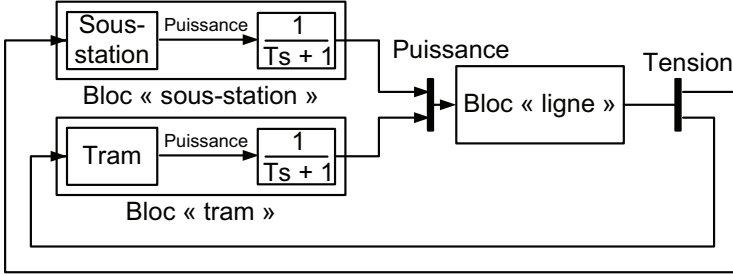 Sous-
station
Puissance
1
Ts + 1
Bloc « sous-station »
Puissance
Bloc « ligne »
Tension
Tram
Puissance
1
Ts + 1
Bloc « tram »